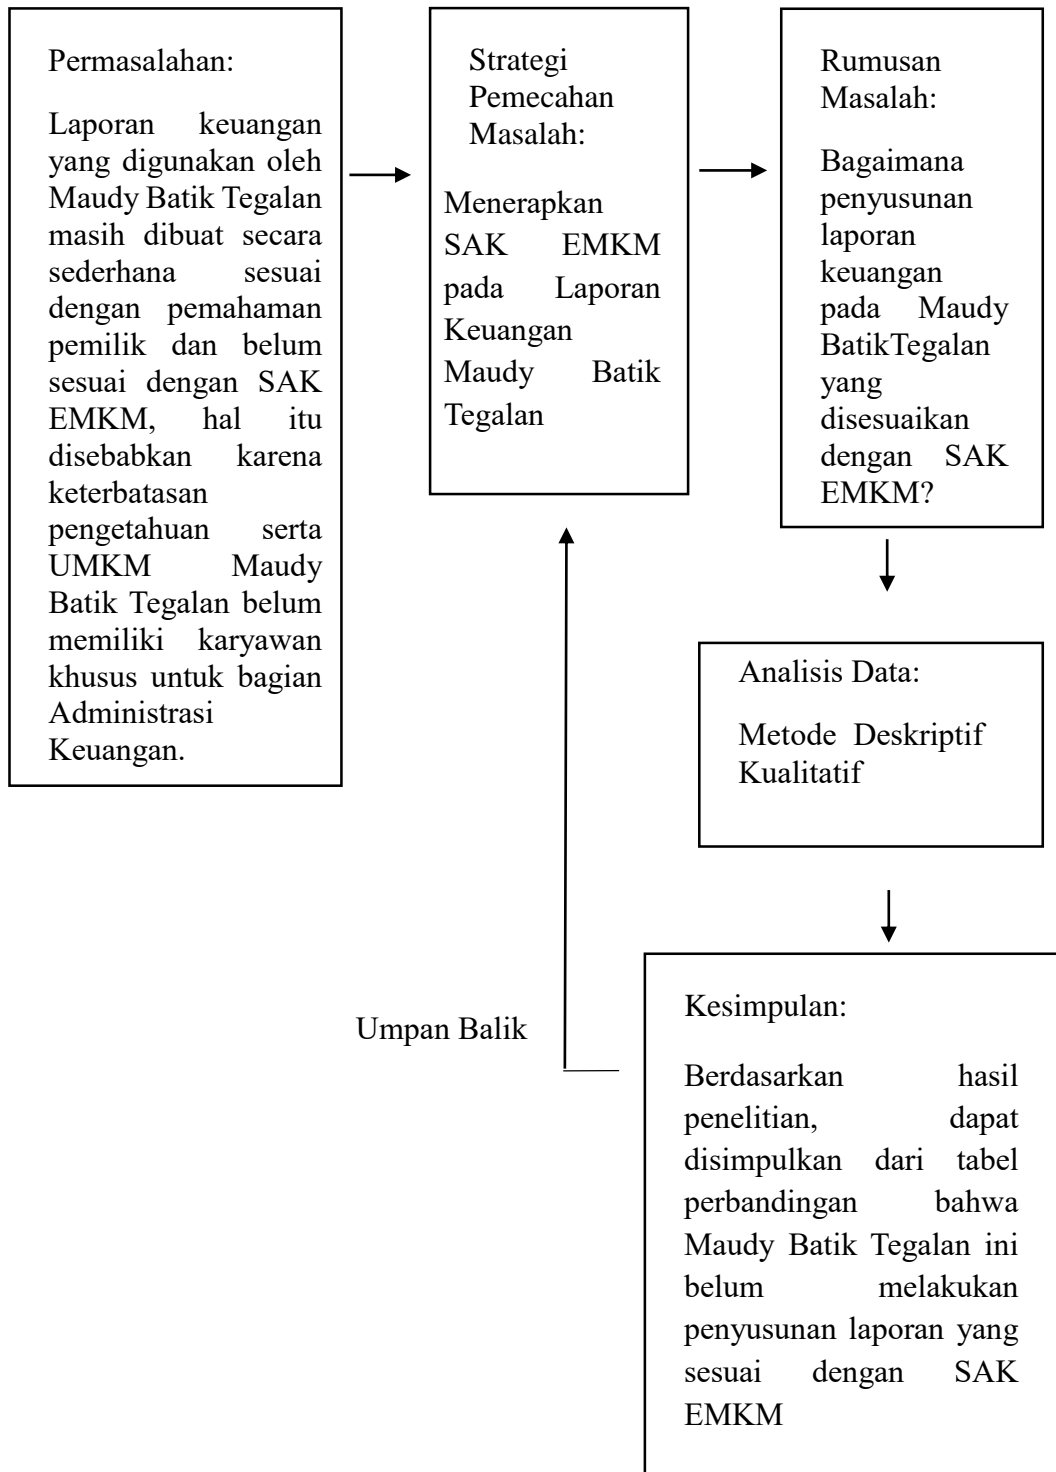 Permasalahan:
Laporan keuangan
yang digunakan oleh
Maudy Batik Tegalan
masih dibuat secara
sederhana sesuai
dengan pemahaman
pemilik dan belum
sesuai dengan SAK
EMKM, hal itu
disebabkan karena
keterbatasan
pengetahuan serta
UMKM Maudy
Batik Tegalan belum
memiliki karyawan
khusus untuk bagian
Administrasi
Keuangan.
Strategi
Pemecahan
Masalah:
Menerapkan
SAK EMKM
pada Laporan
Keuangan
Maudy Batik
Tegalan
Rumusan
Masalah:
Bagaimana
penyusunan
laporan
keuangan
pada Maudy
BatikTegalan
yang
disesuaikan
dengan SAK
EMKM?
Analisis Data:
Metode Deskriptif
Kualitatif
Umpan Balik
Kesimpulan:
Berdasarkan hasil
penelitian, dapat
disimpulkan dari tabel
perbandingan bahwa
Maudy Batik Tegalan ini
belum melakukan
penyusunan laporan yang
sesuai dengan SAK
EMKM